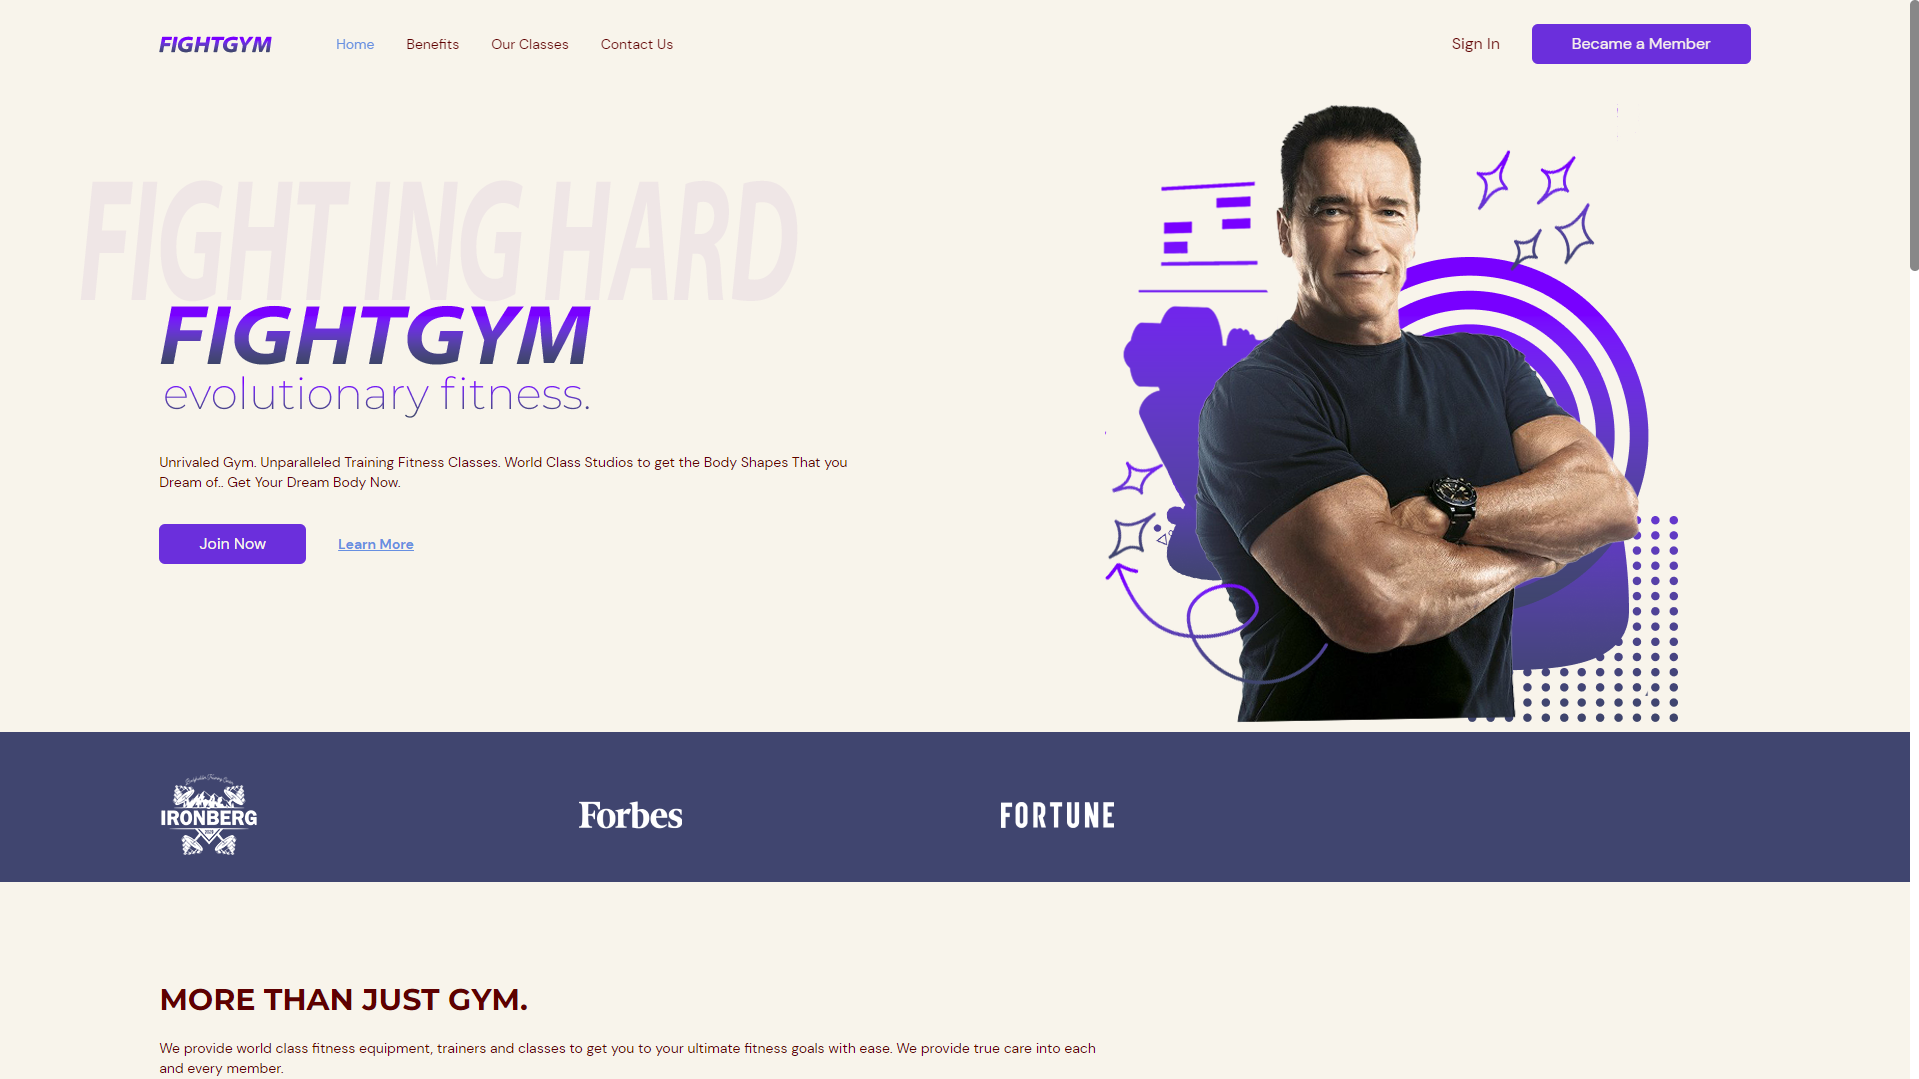 FIGHTGYM
Home
Benefits
Our Classes
Contact Us
Sign In
Became a Member
FIGHT ING HARD
FIGHTGYM
evolutionary fitness.
Unrivaled Gym. Unparalleled Training Fitness Classes. World Class Studios to get the Body Shapes That you
Dream of.. Get Your Dream Body Now.
Join Now
Learn More
IRONBERG
Forbes
FORTUNE
MORE THAN JUST GYM.
We provide world class fitness equipment, trainers and classes to get you to your ultimate fitness goals with ease. We provide true care into each
and every member.